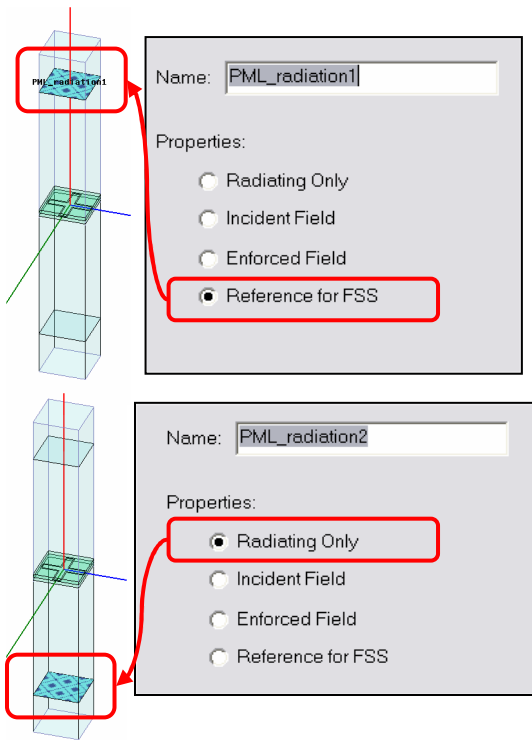 PML_radiation1
Name: PML_radiation1
Properties:
Radiating Only
Incident Field
Enforced Field
Reference for FSS
Name: PML_radiation2
Properties:
Radiating Only
Incident Field
Enforced Field
Reference for FSS